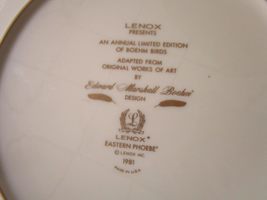 LENOX
PRESENTS
AN ANNUAL LIMITED EDITION
OF BOEHM BIRDS
ADAPTED FROM
ORIGINAL WORKS OF ART
BY
Edward Marshall Boehm
DESIGN
L
LENOX®
EASTERN PHOEBE
© LENOX INC.
1981
MADE IN U.S.A.